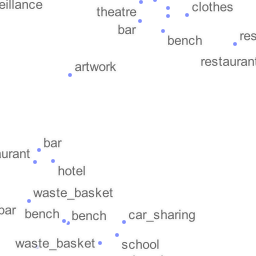 eillance
theatre
clothes
bar
bench
res
restaurant
artwork
bar
urant
hotel
waste_basket
bar
bench
bench
car_sharing
waste_basket
school